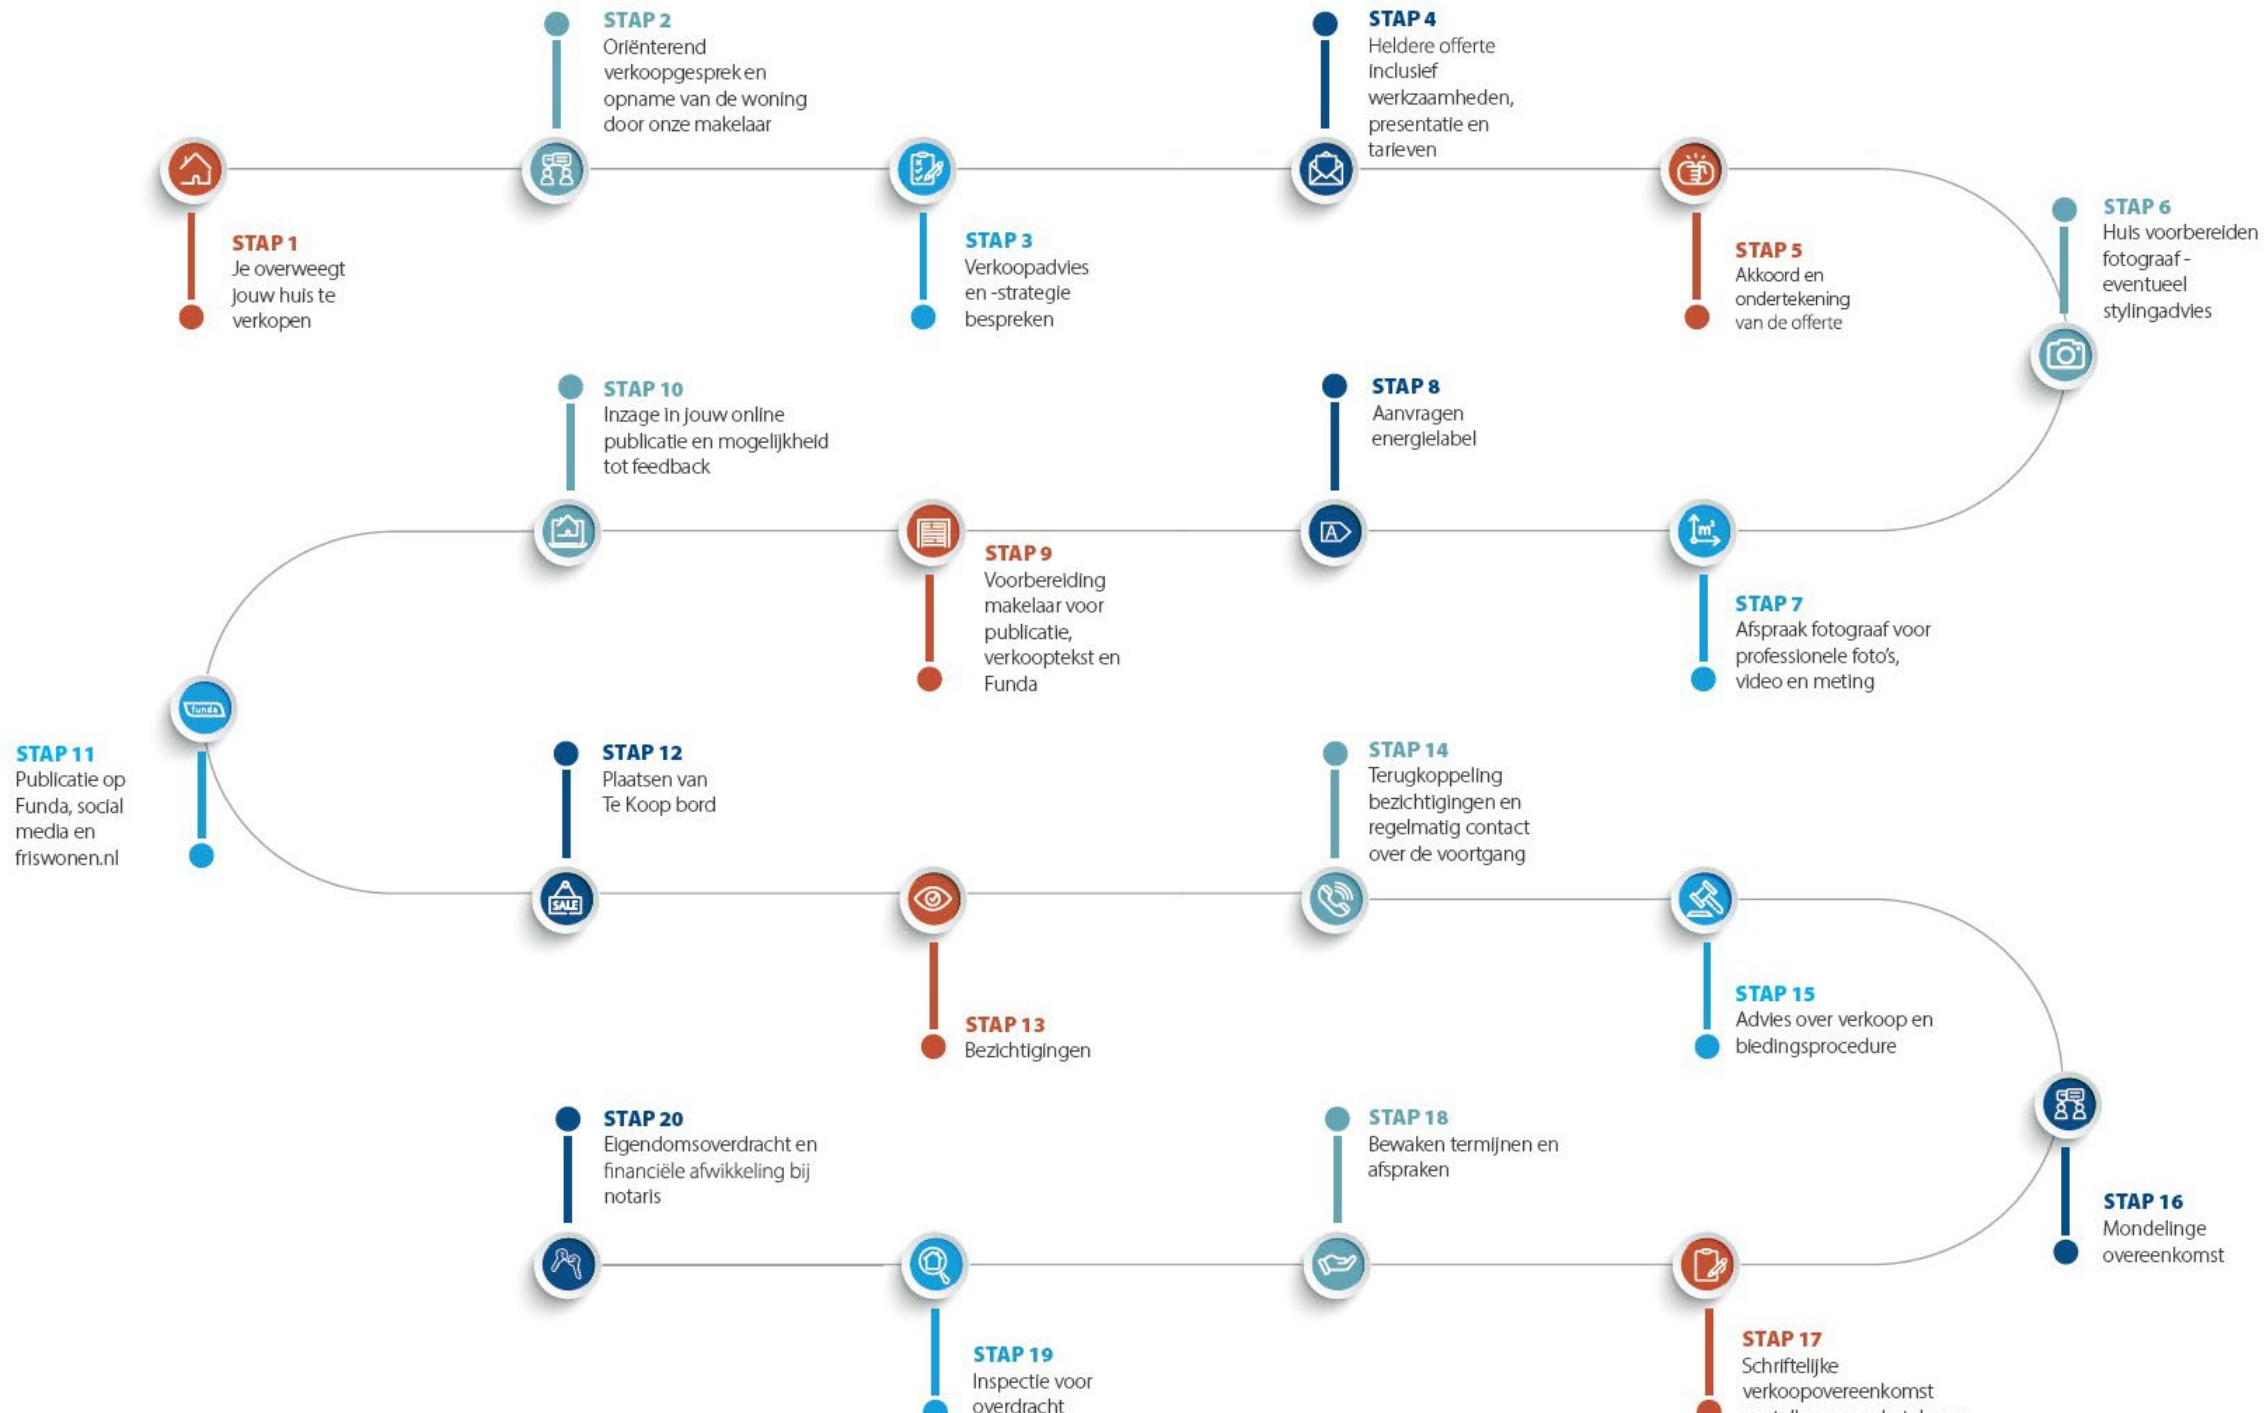 STAP 1
Je overweegt
jouw huis te
verkopen
STAP 2
Oriënterend
verkoopgesprek en
opname van de woning
door onze makelaar
STAP 3
Verkoopadvies
en -strategie
bespreken
STAP 4
Heldere offerte
inclusief
werkzaamheden,
presentatie en
tarieven
STAP 5
Akkoord en
ondertekening
van de offerte
STAP 6
Huis voorbereiden
fotograaf -
eventueel
stylingadvies
m²
STAP 7
Afspraak fotograaf voor
professionele foto's,
video en meting
A
STAP 8
Aanvragen
energielabel
STAP 9
Voorbereiding
makelaar voor
publicatie,
verkooptekst en
Funda
STAP 10
Inzage in jouw online
publicatie en mogelijkheid
tot feedback
funda
STAP 11
Publicatie op
Funda, social
media en
friswonen.nl
STAP 12
Plaatsen van
Te Koop bord
SALE
STAP 13
Bezichtigingen
STAP 14
Terugkoppeling
bezichtigingen en
regelmatig contact
over de voortgang
STAP 15
Advies over verkoop en
biedingsprocedure
STAP 16
Mondelinge
overeenkomst
STAP 17
Schriftelijke
verkoopovereenkomst
STAP 18
Bewaken termijnen en
afspraken
STAP 19
Inspectie voor
overdracht
STAP 20
Eigendomsoverdracht en
financiële afwikkeling bij
notaris